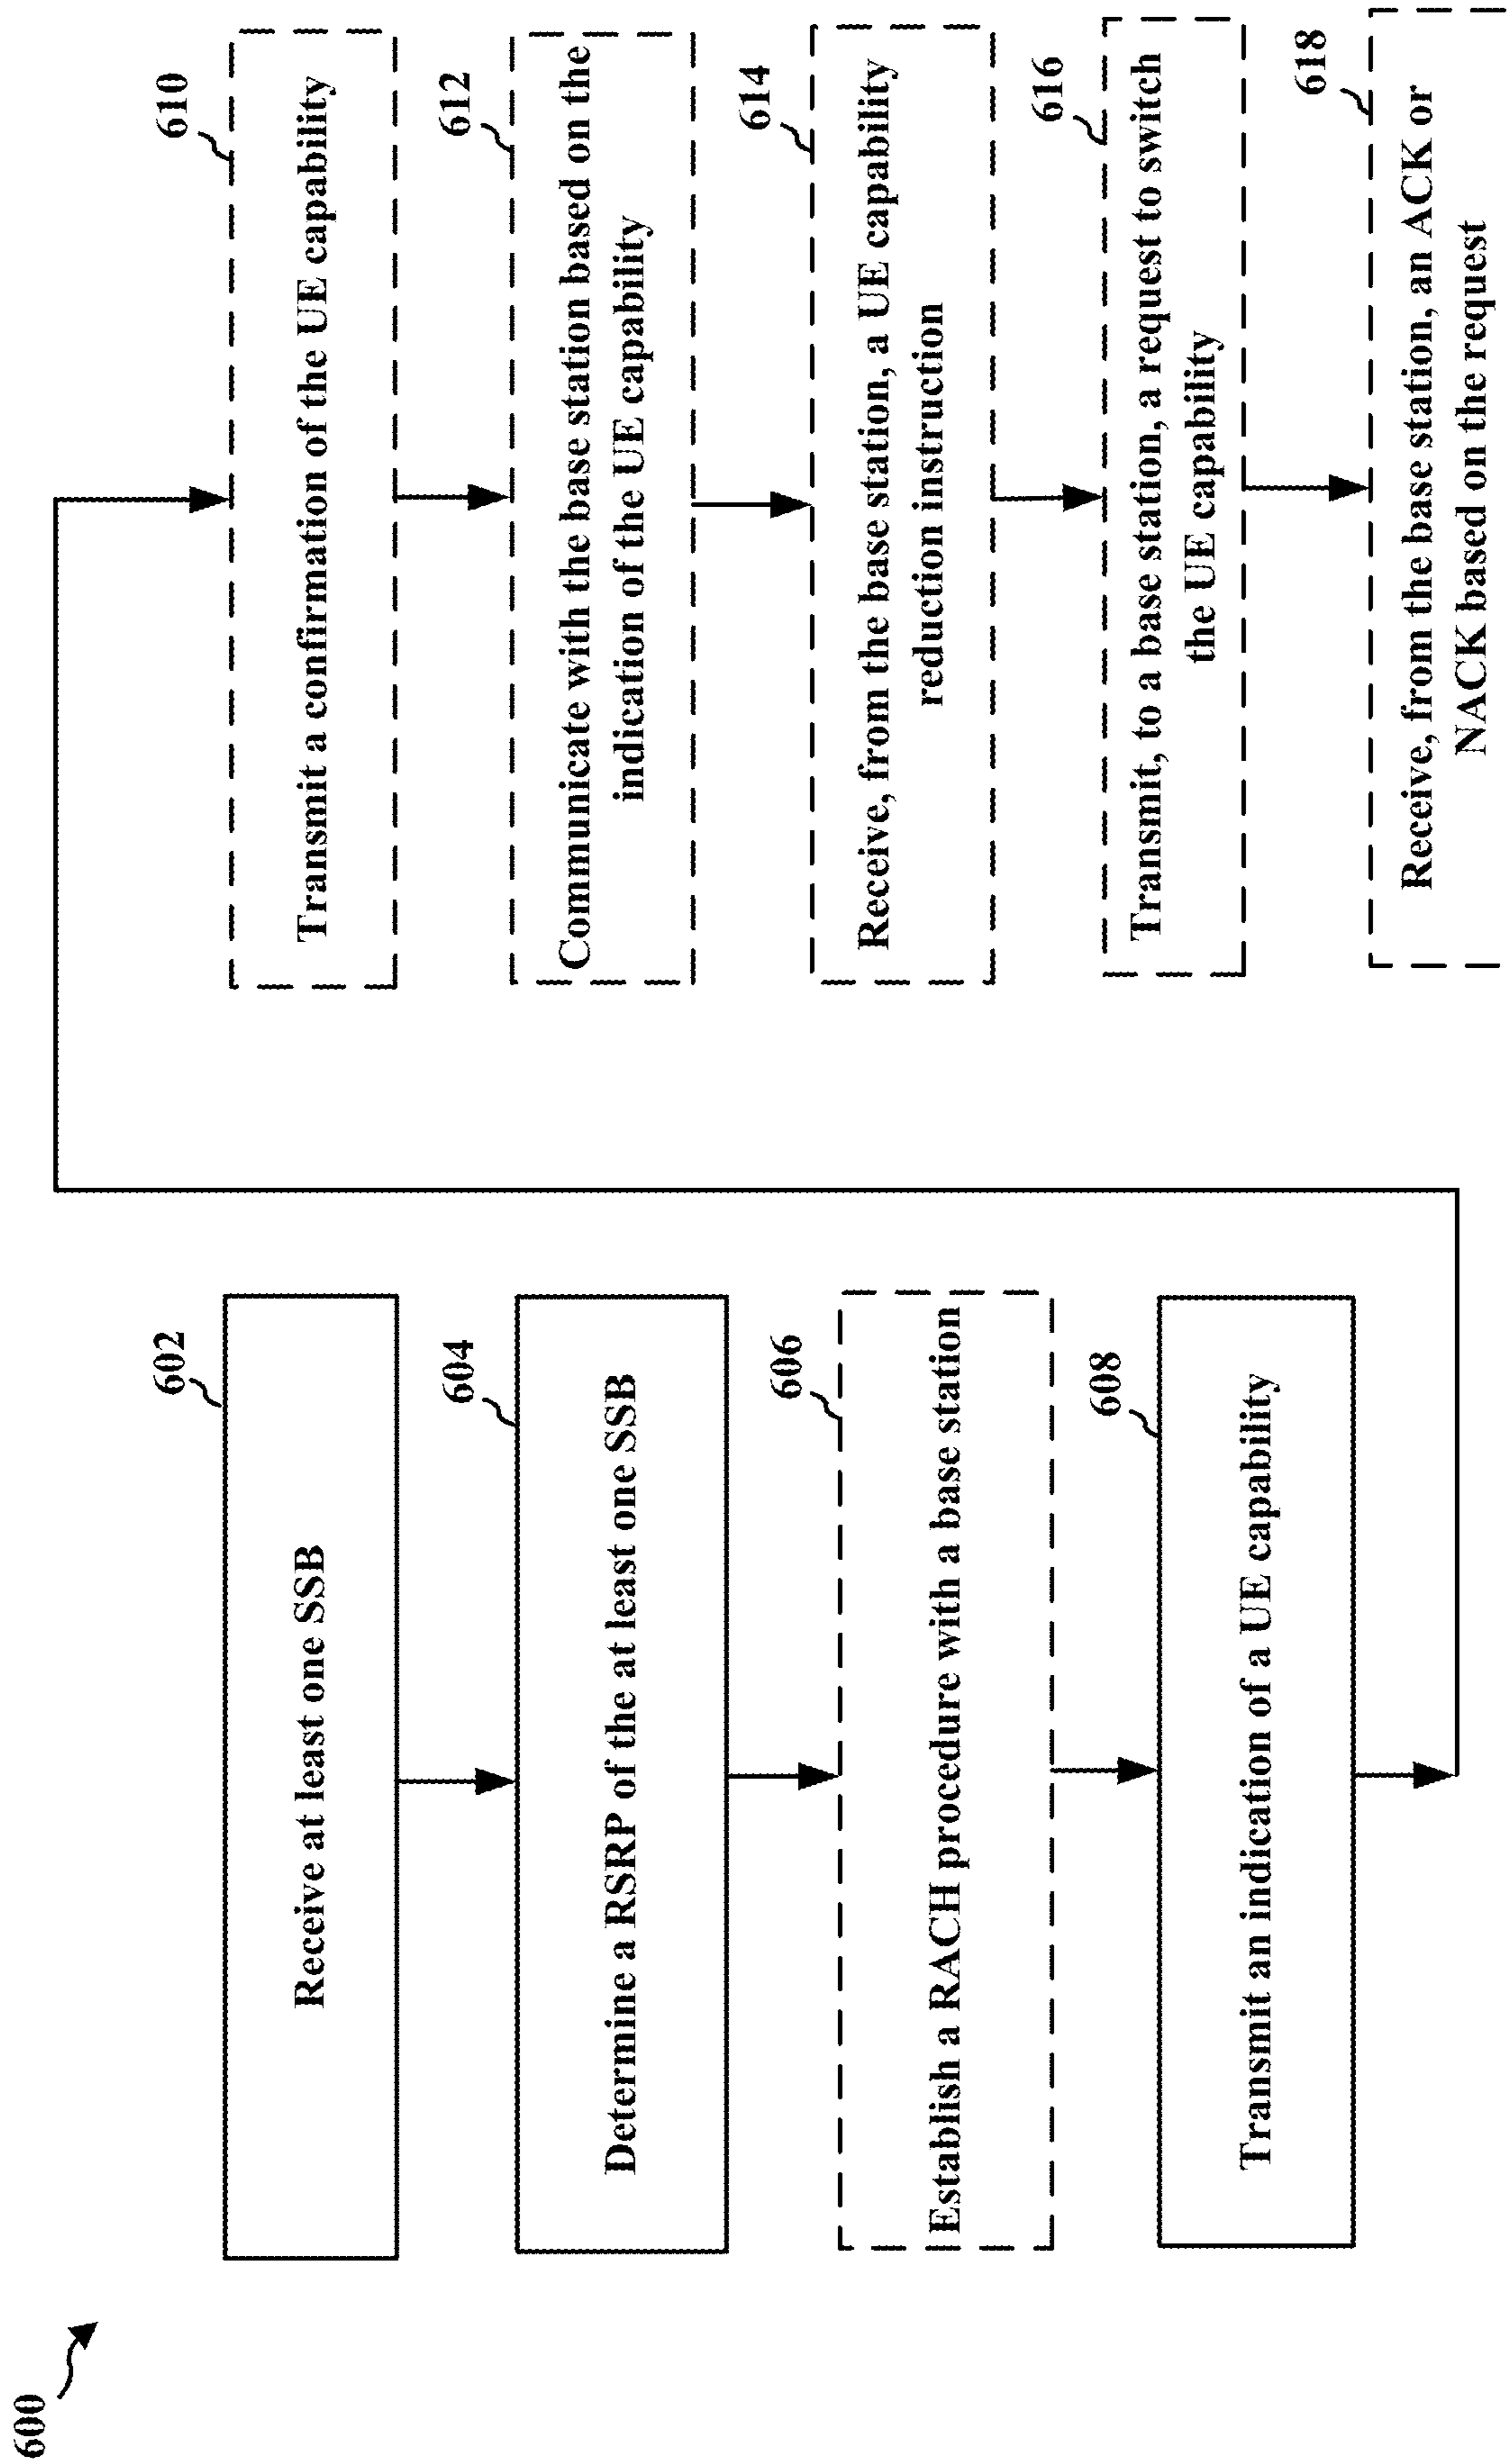 600
602
Receive at least one SSB
604
Determine a RSRP of the at least one SSB
606
Establish a RACH procedure with a base station
608
Transmit an indication of a UE capability
610
Transmit a confirmation of the UE capability
612
Communicate with the base station based on the
indication of the UE capability
614
Receive, from the base station, a UE capability
reduction instruction
616
Transmit, to a base station, a request to switch
the UE capability
618
Receive, from the base station, an ACK or
NACK based on the request